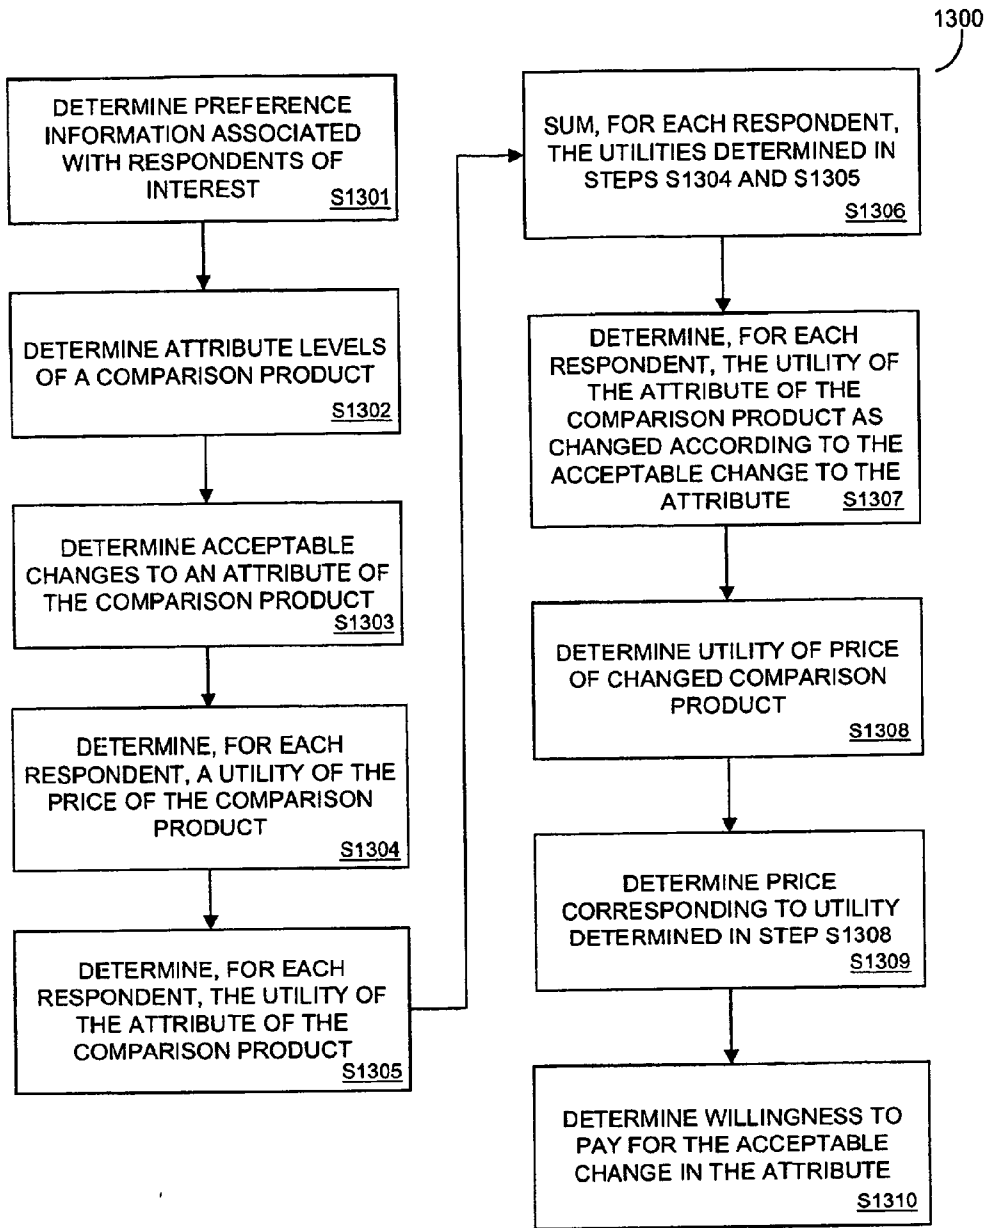 1300
DETERMINE PREFERENCE
INFORMATION ASSOCIATED
WITH RESPONDENTS OF
INTEREST
S1301
DETERMINE ATTRIBUTE LEVELS
OF A COMPARISON PRODUCT
S1302
DETERMINE ACCEPTABLE
CHANGES TO AN ATTRIBUTE OF
THE COMPARISON PRODUCT
S1303
DETERMINE, FOR EACH
RESPONDENT, A UTILITY OF THE
PRICE OF THE COMPARISON
PRODUCT
S1304
DETERMINE, FOR EACH
RESPONDENT, THE UTILITY OF
THE ATTRIBUTE OF THE
COMPARISON PRODUCT
S1305
SUM, FOR EACH RESPONDENT,
THE UTILITIES DETERMINED IN
STEPS S1304 AND S1305
S1306
DETERMINE, FOR EACH
RESPONDENT, THE UTILITY OF
THE ATTRIBUTE OF THE
COMPARISON PRODUCT AS
CHANGED ACCORDING TO THE
ACCEPTABLE CHANGE TO THE
ATTRIBUTE
S1307
DETERMINE UTILITY OF PRICE
OF CHANGED COMPARISON
PRODUCT
S1308
DETERMINE PRICE
CORRESPONDING TO UTILITY
DETERMINED IN STEP S1308
S1309
DETERMINE WILLINGNESS TO
PAY FOR THE ACCEPTABLE
CHANGE IN THE ATTRIBUTE
S1310